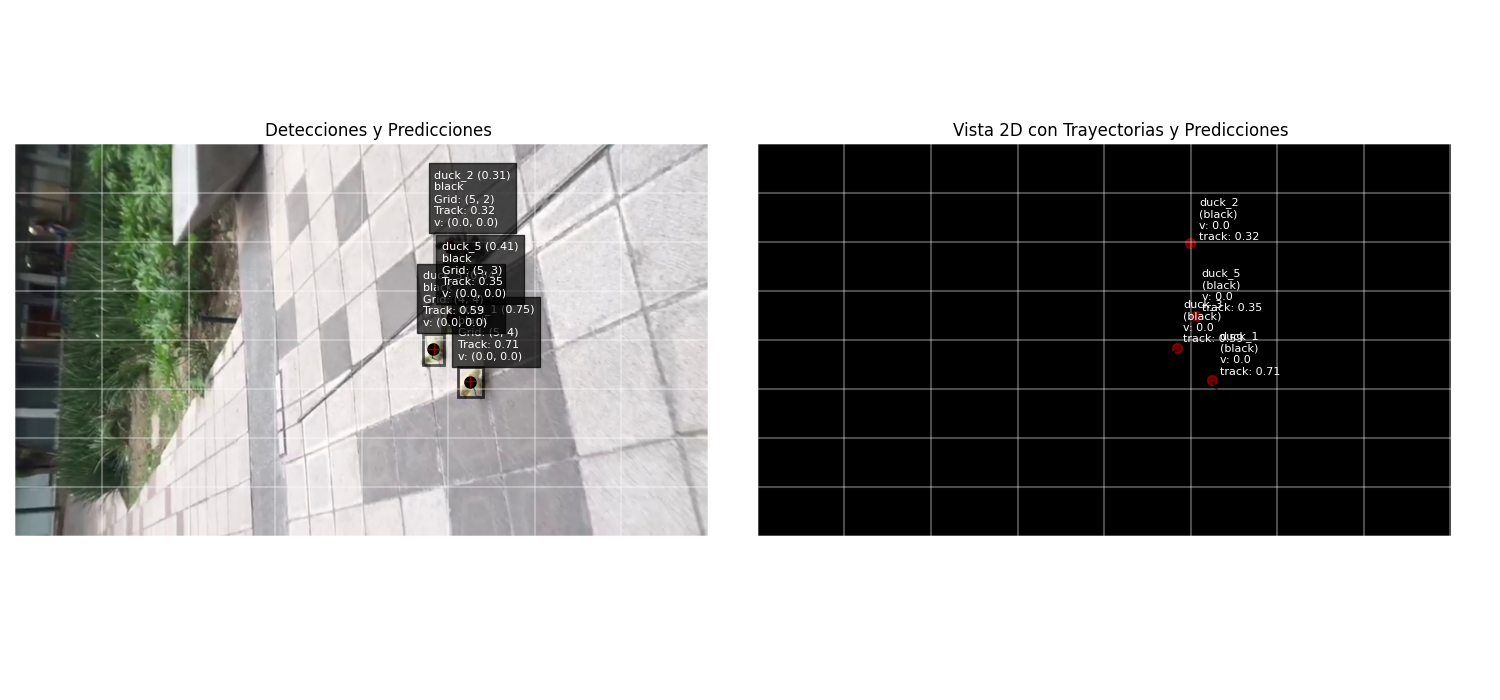 Detecciones y Predicciones
duck_2 (0.31)
black
Grid: (5, 2)
Track: 0.32
v: (0.0, 0.0)
duck_5 (0.41)
black
Grid: (5, 3)
Track: 0.35
v: (0.0, 0.0)
Track: 0.59
v: (0.0, 0.0)
_1 (0.75)
Grid: (5, 4)
Track: 0.71
v: (0.0, 0.0)
Vista 2D con Trayectorias y Predicciones
duck_2
(black)
v: 0.0
track: 0.32
duck_5
(black)
v: 0.0
track: 0.35
(black)
v: 0.0
duck_1
(black)
v: 0.0
track: 0.71